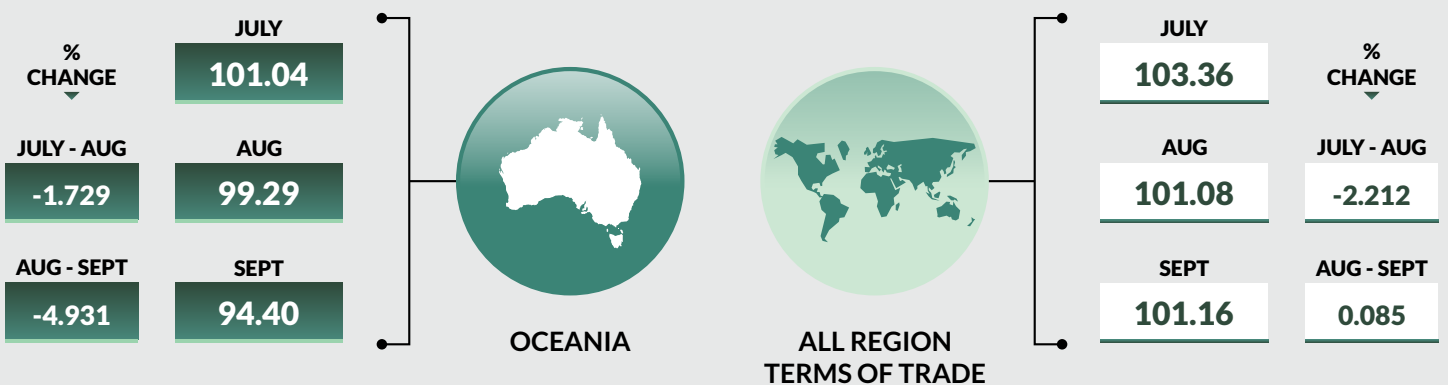 JULY
101.04
%
CHANGE
JULY - AUG
-1.729
AUG
99.29
AUG - SEPT
-4.931
SEPT
94.40
OCEANIA
ALL REGION
TERMS OF TRADE
JULY
103.36
%
CHANGE
AUG
101.08
JULY - AUG
-2.212
SEPT
101.16
AUG - SEPT
0.085